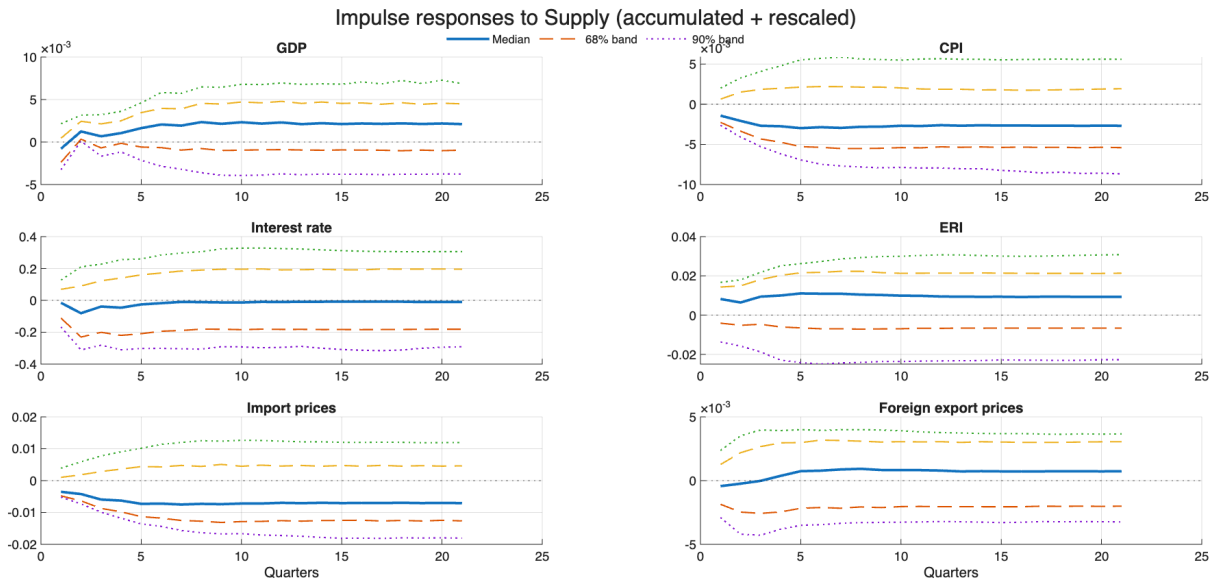 Impulse responses to Supply (accumulated + rescaled)
Median 68% band 90% band
×10⁻³ GDP
10
5
0
-5
0 5 10 15 20 25
×10⁻³ CPI
5
0
-5
-10
0 5 10 15 20 25
Interest rate
0.4
0.2
0
-0.2
-0.4
0 5 10 15 20 25
ERI
0.04
0.02
0
-0.02
0 5 10 15 20 25
Import prices
0.02
0.01
0
-0.01
-0.02
0 5 10 15 20 25
Quarters
×10⁻³ Foreign export prices
5
0
-5
0 5 10 15 20 25
Quarters